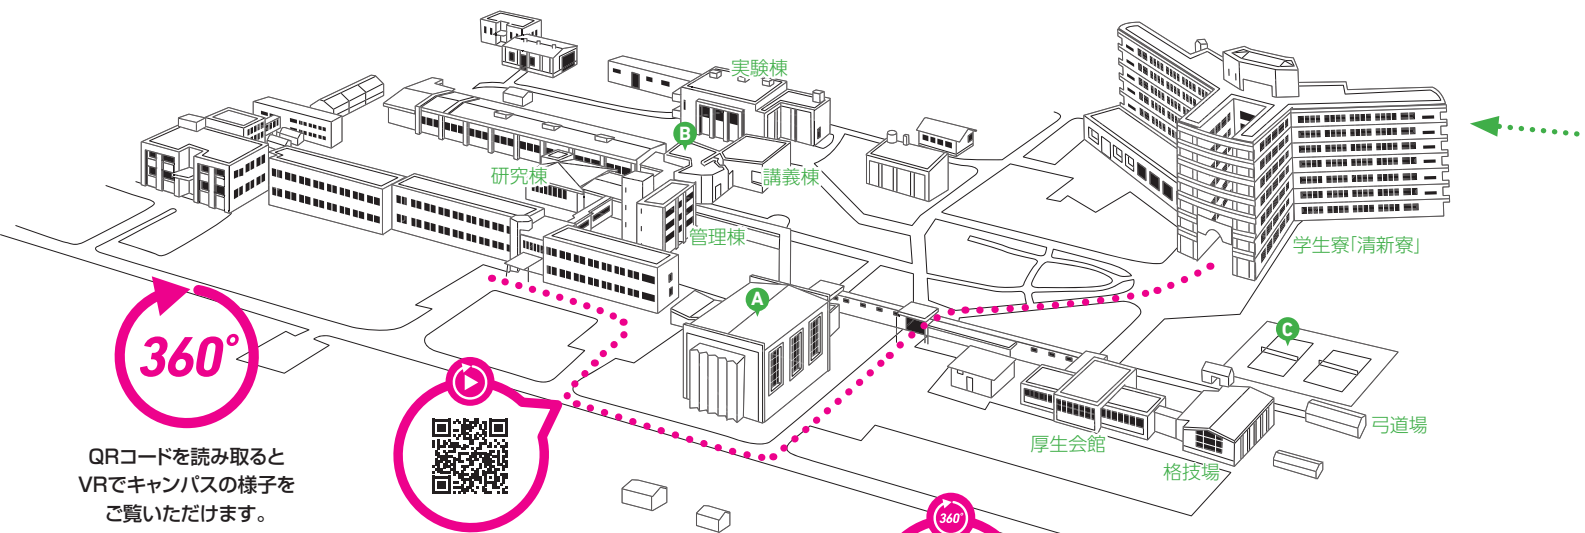 実験棟
B
研究棟
講義棟
管理棟
学生寮「清新寮」
A
C
360°
QRコードを読み取ると
VRでキャンパスの様子を
ご覧いただけます。
厚生会館
弓道場
格技場
360°